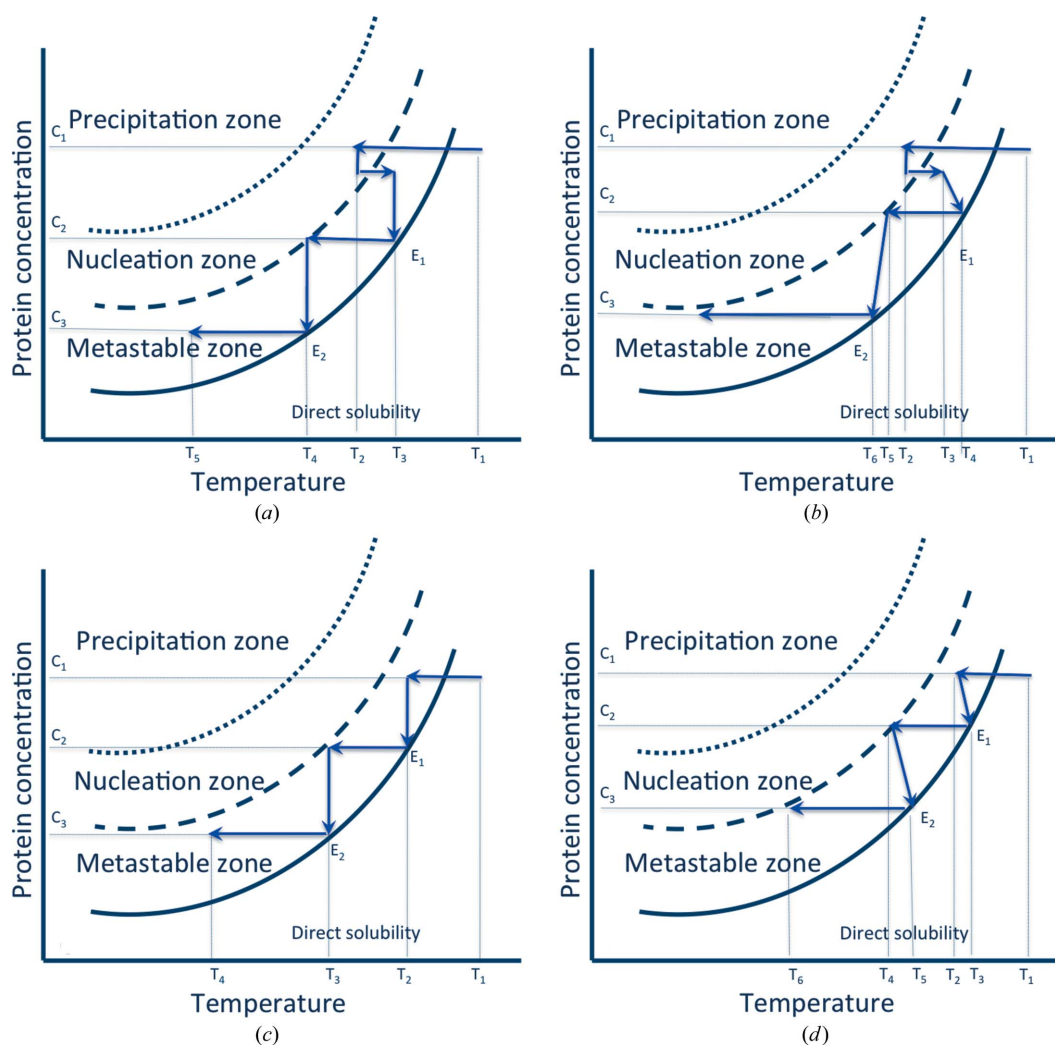 Protein concentration
C1
Precipitation zone
C2
Nucleation zone
E1
C3
Metastable zone
E2
Direct solubility
T5 T4 T2 T3 T1
Temperature
(a)
Protein concentration
C1
Precipitation zone
C2
Nucleation zone
E1
C3
Metastable zone
E2
Direct solubility
T6 T5 T2 T3 T4 T1
Temperature
(b)
Protein concentration
Precipitation zone
C1
C2
E1
Nucleation zone
C3
E2
Metastable zone
Direct solubility
T4 T3 T2 T1
Temperature
(c)
Protein concentration
Precipitation zone
C1
C2
E1
Nucleation zone
C3
E2
Metastable zone
Direct solubility
T6 T4 T5 T2 T3 T1
Temperature
(d)